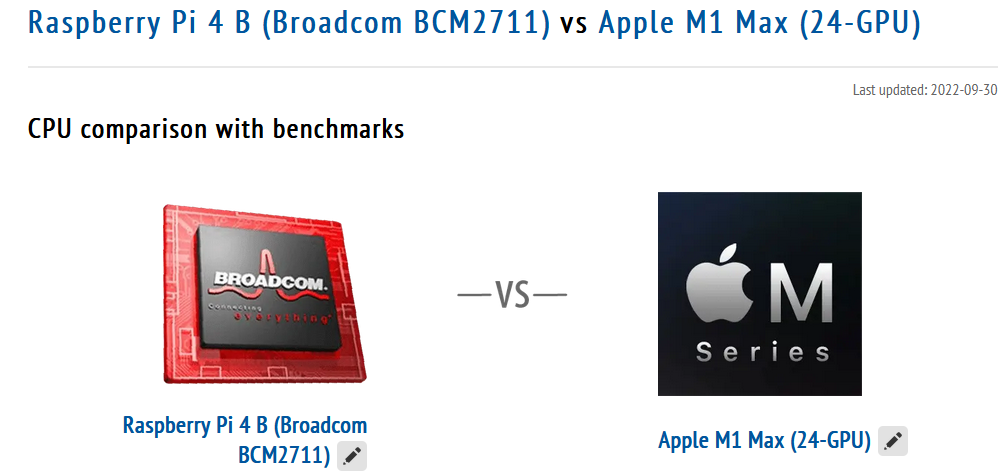 Raspberry Pi 4 B (Broadcom BCM2711) vs Apple M1 Max (24-GPU)
Last updated: 2022-09-30
CPU comparison with benchmarks
BROADCOM.
Connecting
everything®
VS
M
Series
Raspberry Pi 4 B (Broadcom
BCM2711)
Apple M1 Max (24-GPU)